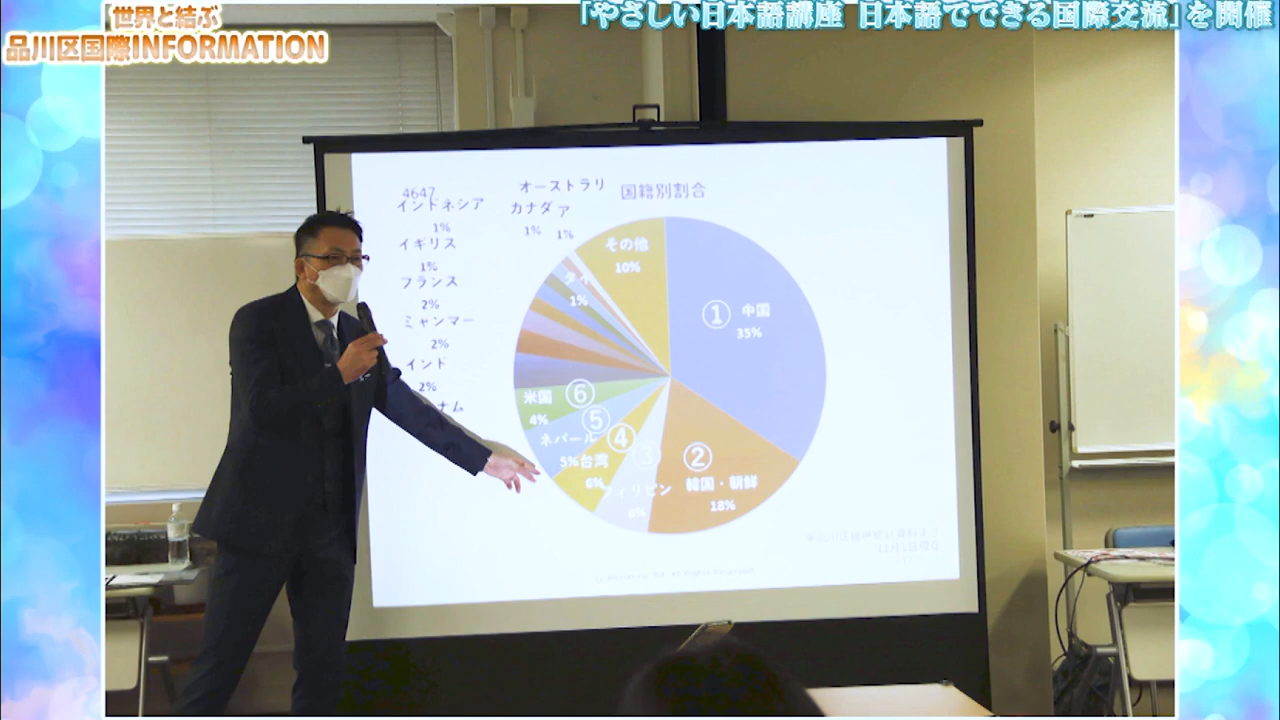 世界と結ぶ
品川区国際INFORMATION
「やさしい日本語講座 日本語でできる国際交流」を開催
国籍別割合
4647
インドネシア
1%
オーストラリ
ア
1%
カナダ
1%
イギリス
1%
フランス
2%
ミャンマー
2%
インド
2%
ナム
その他
10%
タイ
1%
① 中国
35%
② 韓国・朝鮮
18%
③
フィリピン
6%
④
台湾
6%
⑤
ネパール
5%
⑥
米国
4%